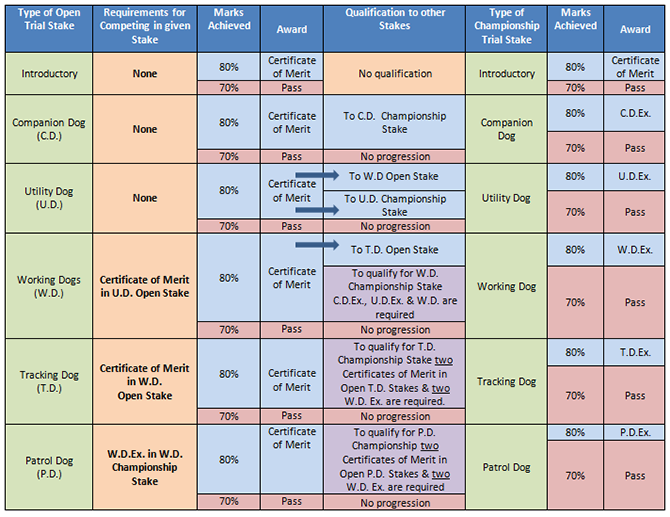 Type of Open
Trial Stake
Requirements for
Competing in given
Stake
Marks
Achieved
Award
Qualification to other
Stakes
Type of
Championship
Trial Stake
Marks
Achieved
Award
Introductory
None
80%
Certificate
of Merit
70%
Pass
No qualification
Introductory
80%
Certificate
of Merit
70%
Pass
Companion Dog
(C.D.)
None
80%
Certificate
of Merit
To C.D. Championship
Stake
70%
Pass
No progression
Companion
Dog
80%
C.D.Ex.
70%
Pass
Utility Dog
(U.D.)
None
80%
Certificate
of Merit
To W.D Open Stake
To U.D. Championship
Stake
70%
Pass
No progression
Utility Dog
80%
U.D.Ex.
70%
Pass
Working Dogs
(W.D.)
Certificate of Merit
in U.D. Open Stake
80%
Certificate
of Merit
To T.D. Open Stake
To qualify for W.D.
Championship Stake
C.D.Ex., U.D.Ex. & W.D. are
required
70%
Pass
No progression
Working Dog
80%
W.D.Ex.
70%
Pass
Tracking Dog
(T.D.)
Certificate of Merit
in W.D.
Open Stake
80%
Certificate
of Merit
To qualify for T.D.
Championship Stake two
Certificates of Merit in
Open T.D. Stakes & two
W.D. Ex. are required.
70%
Pass
No progression
Tracking Dog
80%
T.D.Ex.
70%
Pass
Patrol Dog
(P.D.)
W.D.Ex. in W.D.
Championship
Stake
80%
Certificate
of Merit
To qualify for P.D.
Championship two
Certificates of Merit in
Open P.D. Stakes & two
W.D. Ex. are required
70%
Pass
No progression
Patrol Dog
80%
P.D.Ex.
70%
Pass